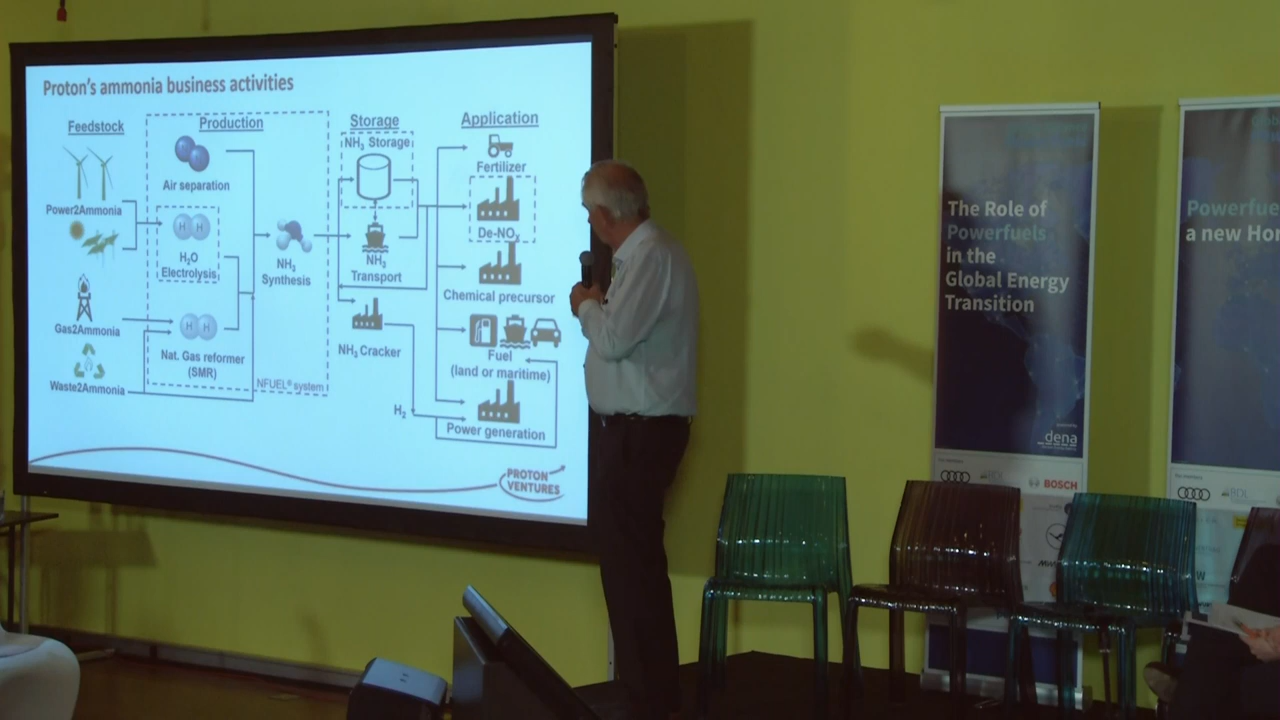 Proton's ammonia business activities
Feedstock
Production
Storage
Application
NH₃ Storage
Air separation
Fertilizer
Power2Ammonia
H H
H₂O
Electrolysis
NH₃
Synthesis
NH₃
Transport
De-NOₓ
Chemical precursor
Gas2Ammonia
H H
Nat. Gas reformer
(SMR)
NH₃ Cracker
Fuel
(land or maritime)
Waste2Ammonia
NFUEL® system
H₂
Power generation
PROTON
VENTURES
The Role of
Powerfuels
in the
Global Energy
Transition
dena
BOSCH
Powerfue
a new Hor